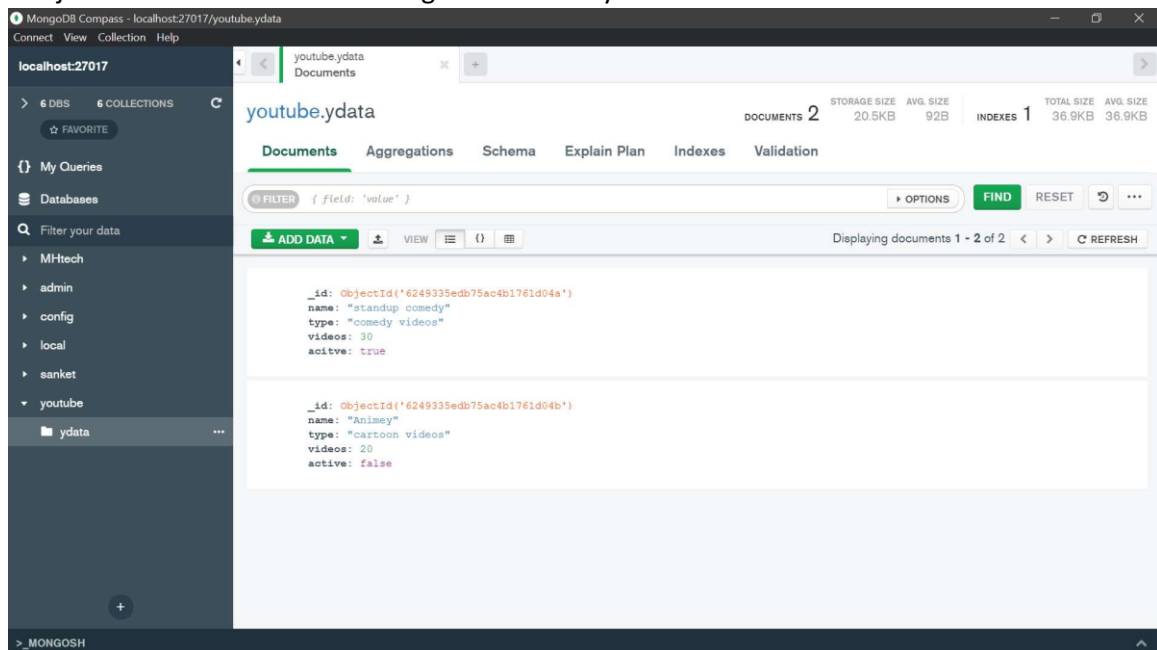 MongoDB Compass - localhost:27017/youtube.ydata
Connect View Collection Help
localhost:27017
6 DBS 6 COLLECTIONS
☆ FAVORITE
{} My Queries
Databases
Filter your data
MHtech
admin
config
local
sanket
youtube
ydata ...
+
>_MONGOSH
youtube.ydata
Documents
+
youtube.ydata
DOCUMENTS 2
STORAGE SIZE AVG. SIZE
20.5KB 92B
INDEXES 1
TOTAL SIZE AVG. SIZE
36.9KB 36.9KB
Documents Aggregations Schema Explain Plan Indexes Validation
FILTER { field: 'value' } OPTIONS FIND RESET ...
ADD DATA VIEW {} Displaying documents 1 - 2 of 2 < > REFRESH
_id: ObjectId('6249335edb75ac4b1761d04a')
name: "standup comedy"
type: "comedy videos"
videos: 30
acitve: true
_id: ObjectId('6249335edb75ac4b1761d04b')
name: "Animey"
type: "cartoon videos"
videos: 20
active: false